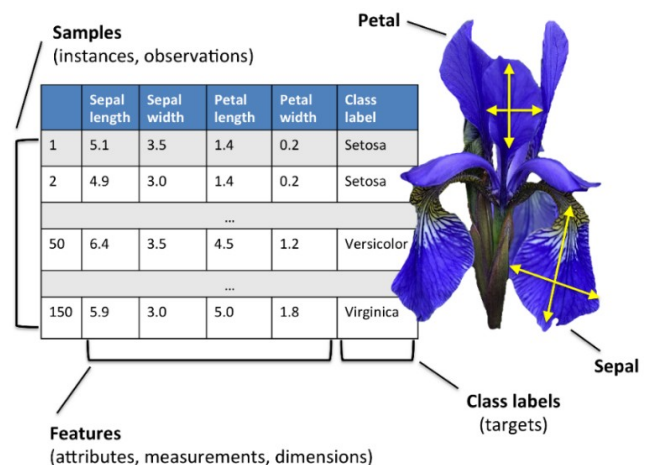 Samples
(instances, observations)
Petal
Sepal length Sepal width Petal length Petal width Class label
1 5.1 3.5 1.4 0.2 Setosa
2 4.9 3.0 1.4 0.2 Setosa
...
50 6.4 3.5 4.5 1.2 Versicolor
...
150 5.9 3.0 5.0 1.8 Virginica
Sepal
Class labels
(targets)
Features
(attributes, measurements, dimensions)